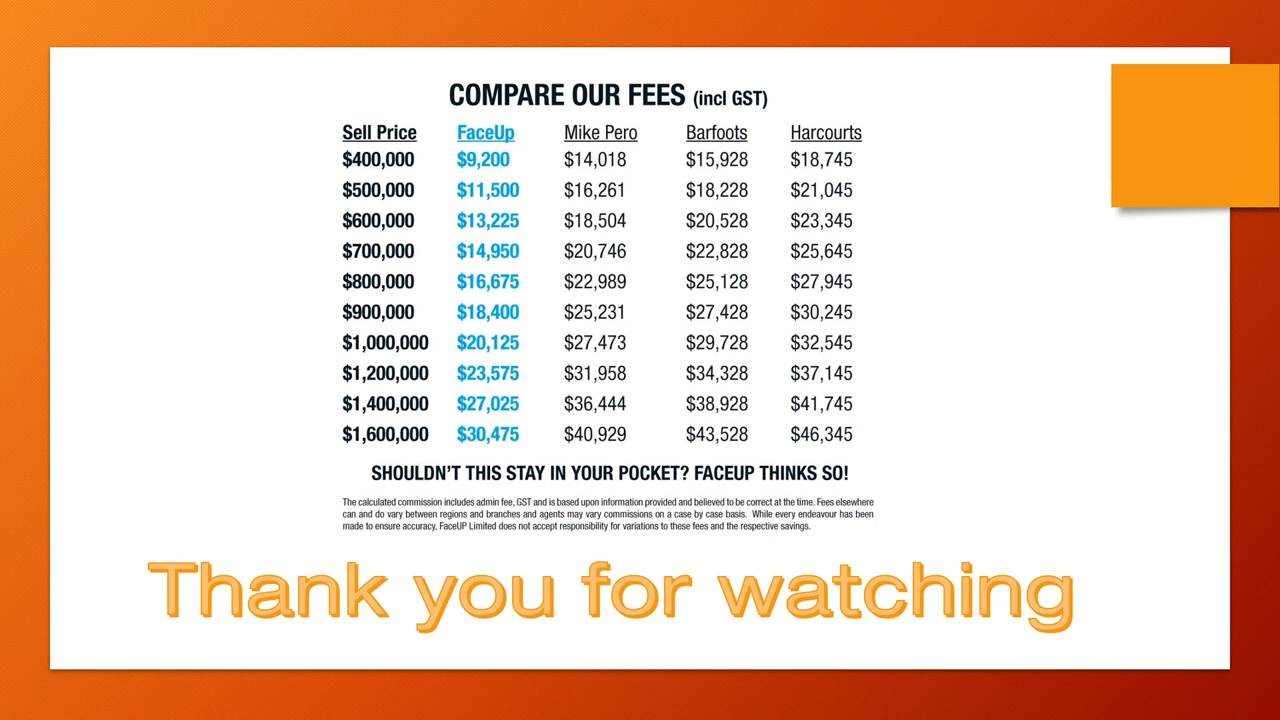 COMPARE OUR FEES (incl GST)
Sell Price FaceUp Mike Pero Barfoots Harcourts
$400,000 $9,200 $14,018 $15,928 $18,745
$500,000 $11,500 $16,261 $18,228 $21,045
$600,000 $13,225 $18,504 $20,528 $23,345
$700,000 $14,950 $20,746 $22,828 $25,645
$800,000 $16,675 $22,989 $25,128 $27,945
$900,000 $18,400 $25,231 $27,428 $30,245
$1,000,000 $20,125 $27,473 $29,728 $32,545
$1,200,000 $23,575 $31,958 $34,328 $37,145
$1,400,000 $27,025 $36,444 $38,928 $41,745
$1,600,000 $30,475 $40,929 $43,528 $46,345
SHOULDN'T THIS STAY IN YOUR POCKET? FACEUP THINKS SO!
The calculated commission includes admin fee, GST and is based upon information provided and believed to be correct at the time. Fees elsewhere
can and do vary between regions and branches and agents may vary commissions on a case by case basis. While every endeavour has been
made to ensure accuracy, FaceUP Limited does not accept responsibility for variations to these fees and the respective savings.
Thank you for watching